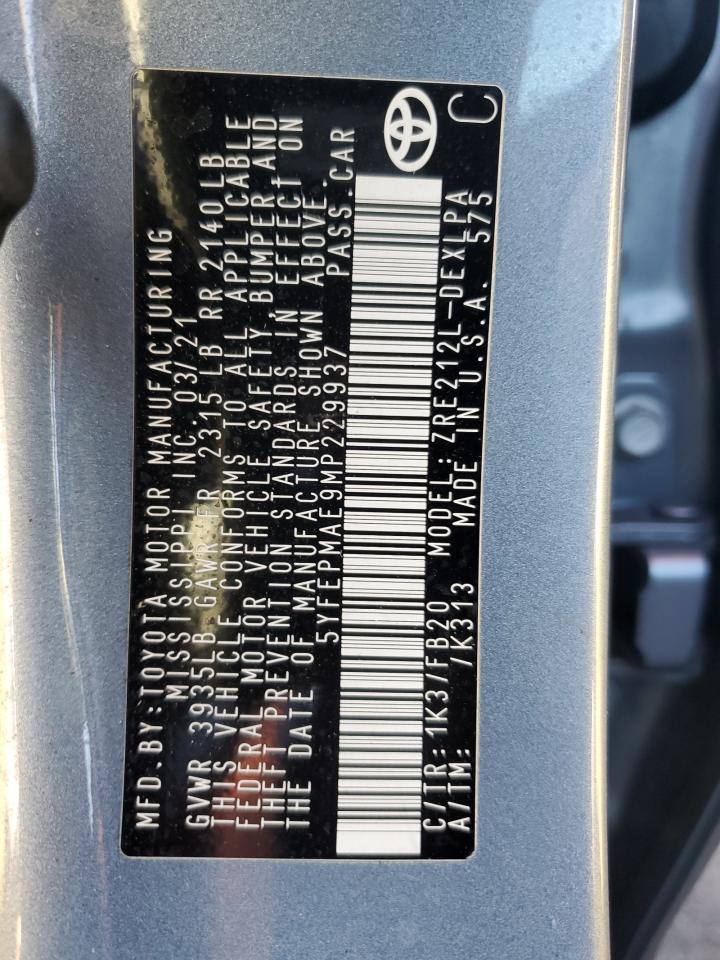 MFD.BY:TOYOTA MOTOR MANUFACTURING
MISSISSIPPI INC. 03/21
GVWR 3935LB GAWR FR 2315 LB RR 2140LB
THIS VEHICLE CONFORMS TO ALL APPLICABLE
FEDERAL MOTOR VEHICLE SAFETY, BUMPER, AND
THEFT PREVENTION STANDARDS IN EFFECT ON
THE DATE OF MANUFACTURE SHOWN ABOVE.
5YFEPMAE9MP229937 PASS.CAR
C/TR:1K3/FB20 MODEL:ZRE212L-DEXLPA
A/TM: /K313 MADE IN U.S.A. 575
C